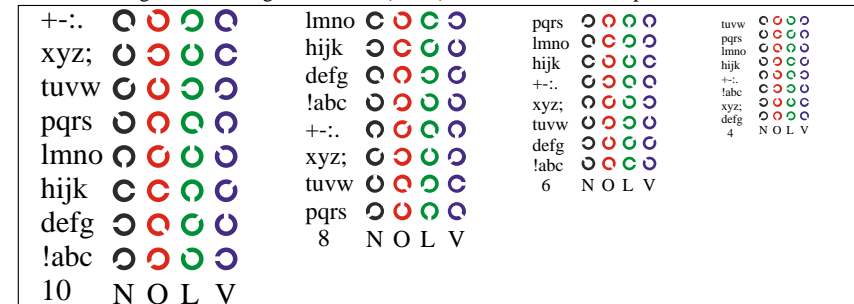 +-:.
xyz;
tuvw
pqrs
lmno
hijk
defg
!abc
10 N O L V
lmno
hijk
defg
!abc
+-:.
xyz;
tuvw
pqrs
8 N O L V
pqrs
lmno
hijk
+-:.
xyz;
tuvw
defg
!abc
6 N O L V
tuvw
pqrs
lmno
hijk
+-:.
!abc
xyz;
defg
4 N O L V